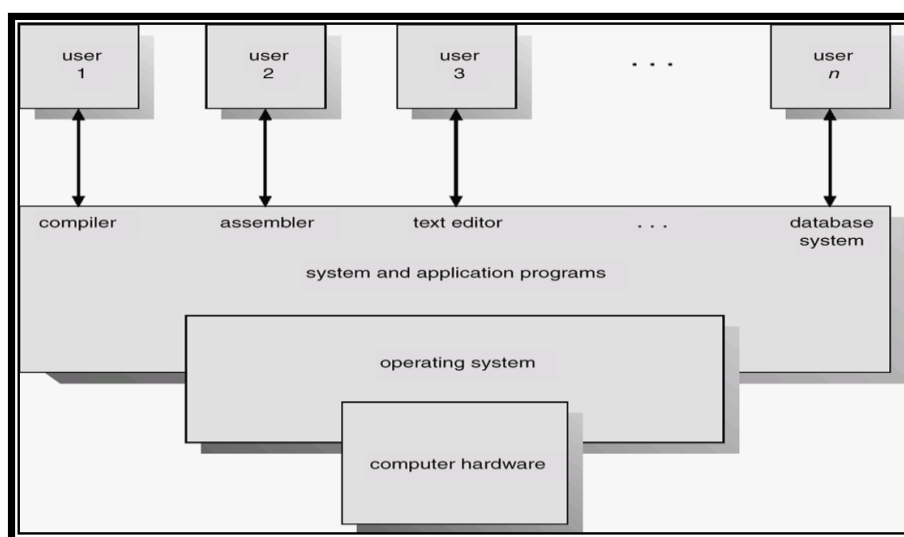 user
1
user
2
user
3
. . .
user
n
compiler
assembler
text editor
. . .
database
system
system and application programs
operating system
computer hardware